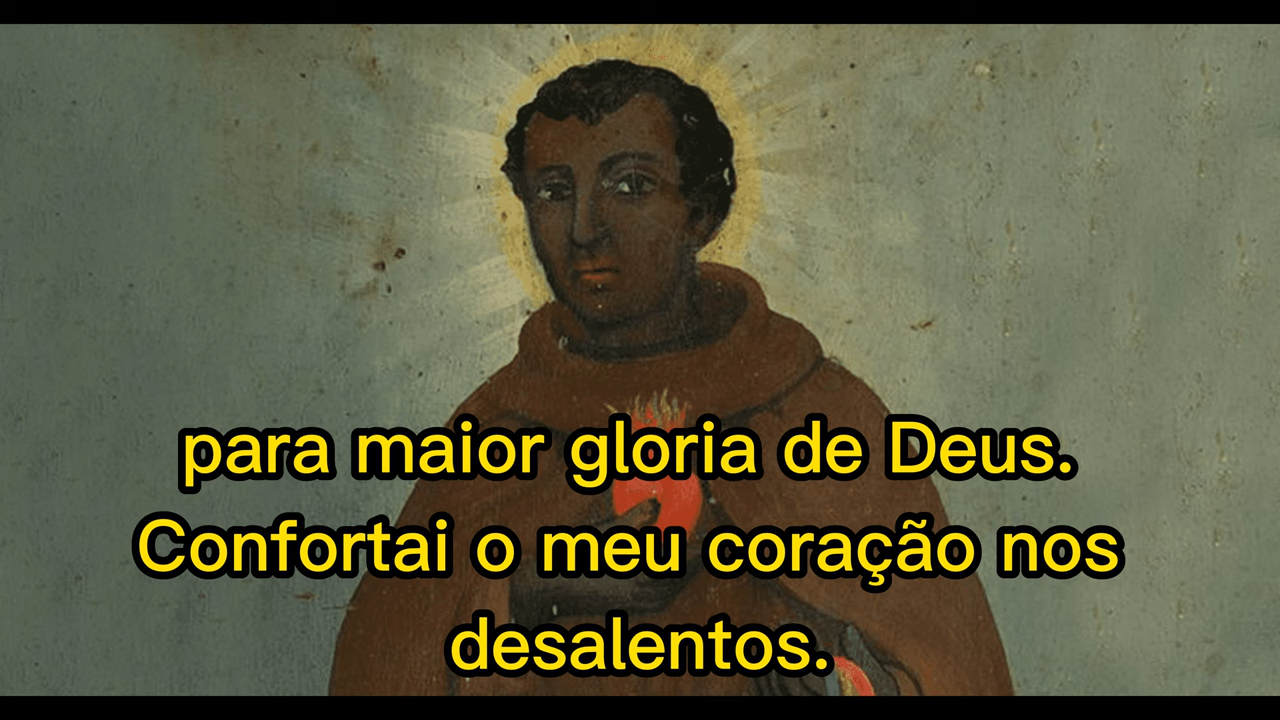 para maior gloria de Deus.
Confortai o meu coração nos
desalentos.